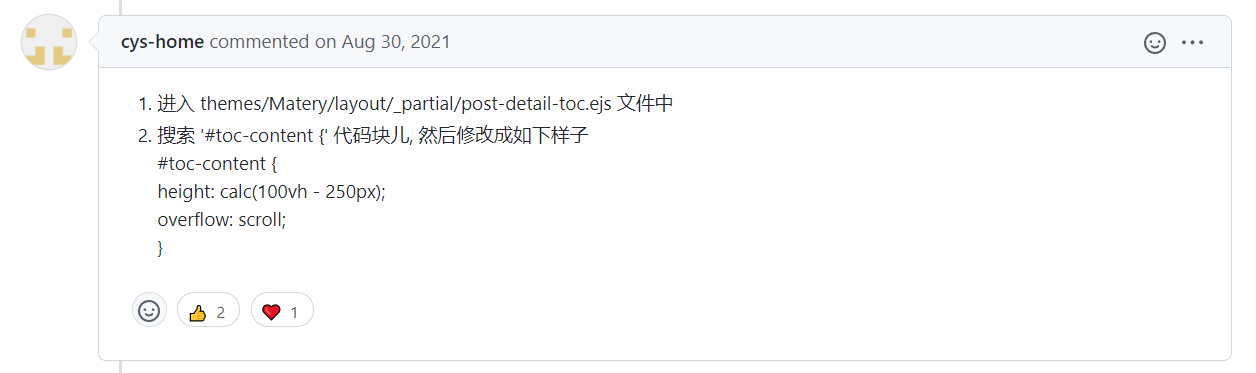 cys-home commented on Aug 30, 2021
1. 进入 themes/Matery/layout/_partial/post-detail-toc.ejs 文件中
2. 搜索 '#toc-content {' 代码块儿, 然后修改成如下样子
#toc-content {
height: calc(100vh - 250px);
overflow: scroll;
}
2 1